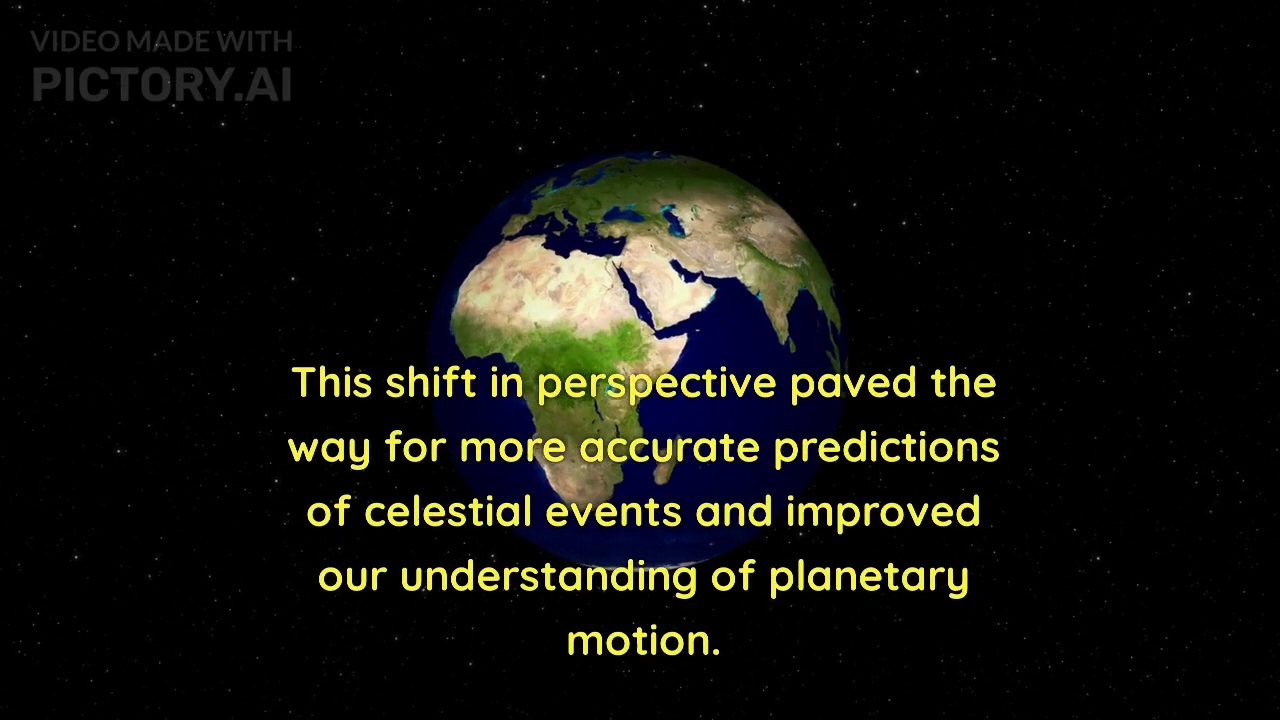 VIDEO MADE WITH
PICTORY.AI
This shift in perspective paved the
way for more accurate predictions
of celestial events and improved
our understanding of planetary
motion.